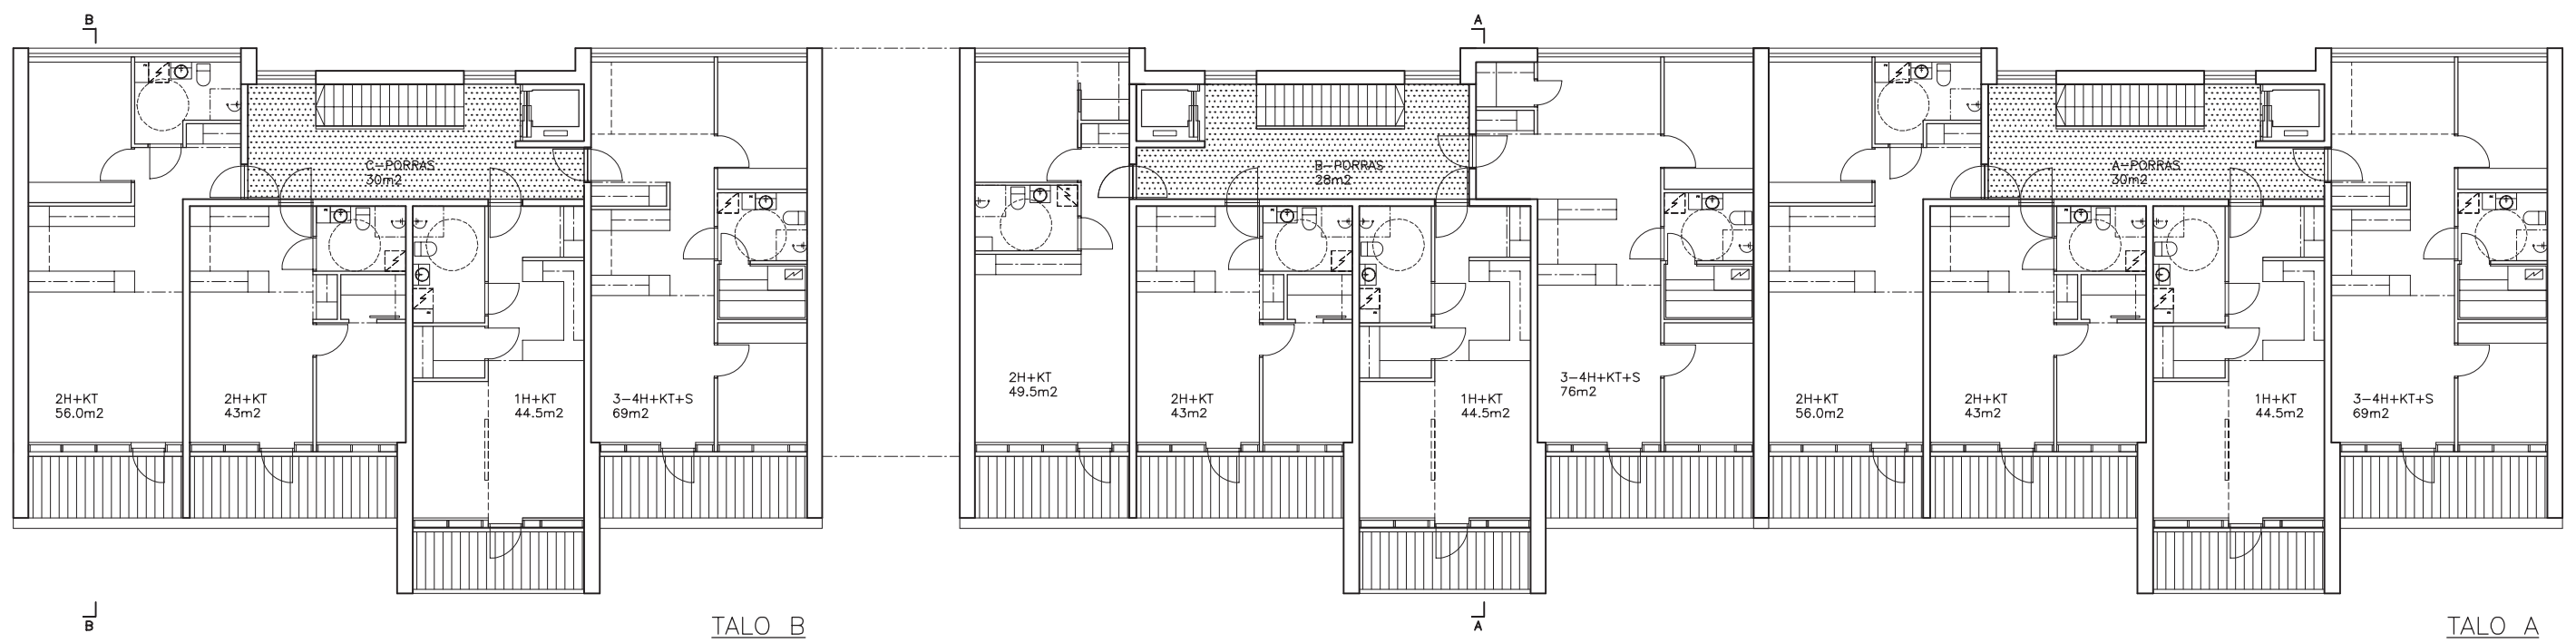 B
A
C-PORRAS
30m2
B-PORRAS
28m2
A-PORRAS
30m2
2H+KT
56.0m2
2H+KT
43m2
1H+KT
44.5m2
3-4H+KT+S
69m2
2H+KT
49.5m2
2H+KT
43m2
1H+KT
44.5m2
3-4H+KT+S
76m2
2H+KT
56.0m2
2H+KT
43m2
1H+KT
44.5m2
3-4H+KT+S
69m2
B
A
TALO B
TALO A